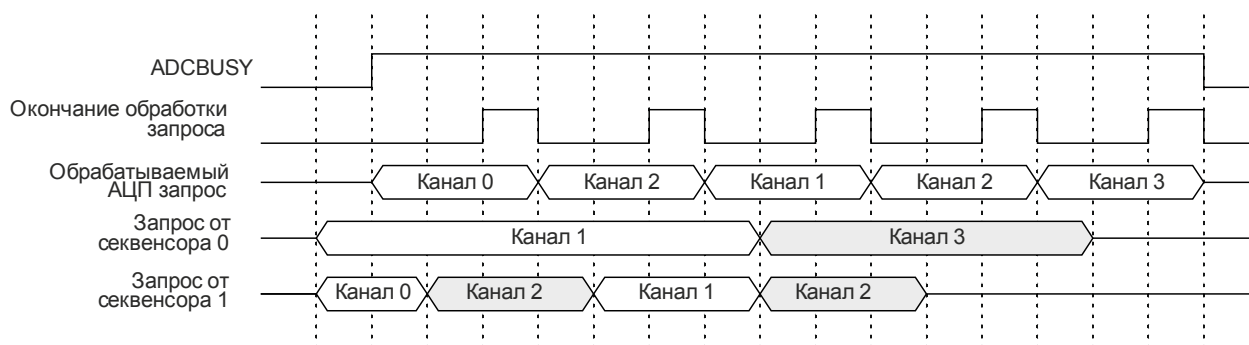 ADCBUSY
Окончание обработки
запроса
Обрабатываемый
АЦП запрос
Канал 0 Канал 2 Канал 1 Канал 2 Канал 3
Запрос от
секвенсора 0
Канал 1 Канал 3
Запрос от
секвенсора 1
Канал 0 Канал 2 Канал 1 Канал 2